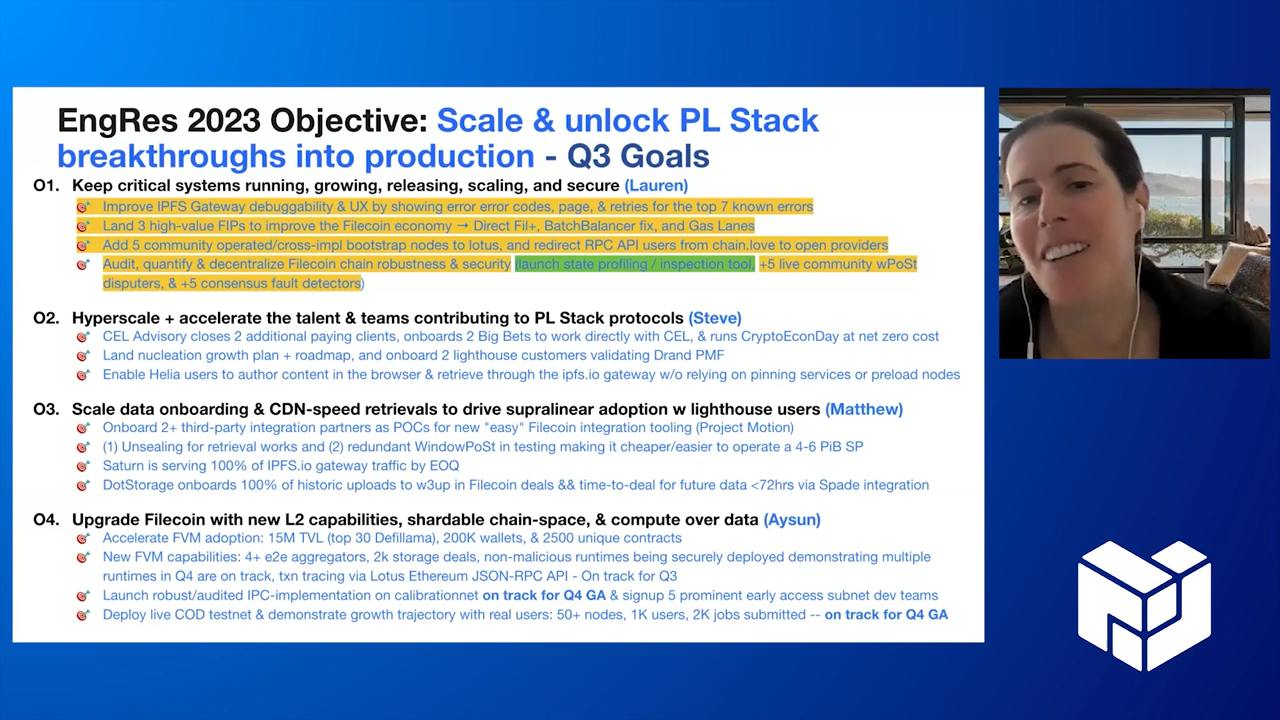 EngRes 2023 Objective: Scale & unlock PL Stack
breakthroughs into production - Q3 Goals
O1. Keep critical systems running, growing, releasing, scaling, and secure (Lauren)
Improve IPFS Gateway debuggability & UX by showing error error codes, page, & retries for the top 7 known errors
Land 3 high-value FIPs to improve the Filecoin economy → Direct Fil+, BatchBalancer fix, and Gas Lanes
Add 5 community operated/cross-impl bootstrap nodes to lotus, and redirect RPC API users from chain.love to open providers
Audit, quantify & decentralize Filecoin chain robustness & security (launch state profiling / inspection tool, +5 live community wPoSt
disputers, & +5 consensus fault detectors)
O2. Hyperscale + accelerate the talent & teams contributing to PL Stack protocols (Steve)
CEL Advisory closes 2 additional paying clients, onboards 2 Big Bets to work directly with CEL, & runs CryptoEconDay at net zero cost
Land nucleation growth plan + roadmap, and onboard 2 lighthouse customers validating Drand PMF
Enable Helia users to author content in the browser & retrieve through the ipfs.io gateway w/o relying on pinning services or preload nodes
O3. Scale data onboarding & CDN-speed retrievals to drive supralinear adoption w lighthouse users (Matthew)
Onboard 2+ third-party integration partners as POCs for new "easy" Filecoin integration tooling (Project Motion)
(1) Unsealing for retrieval works and (2) redundant WindowPoSt in testing making it cheaper/easier to operate a 4-6 PiB SP
Saturn is serving 100% of IPFS.io gateway traffic by EOQ
DotStorage onboards 100% of historic uploads to w3up in Filecoin deals && time-to-deal for future data <72hrs via Spade integration
O4. Upgrade Filecoin with new L2 capabilities, shardable chain-space, & compute over data (Aysun)
Accelerate FVM adoption: 15M TVL (top 30 Defillama), 200K wallets, & 2500 unique contracts
New FVM capabilities: 4+ e2e aggregators, 2k storage deals, non-malicious runtimes being securely deployed demonstrating multiple
runtimes in Q4 are on track, txn tracing via Lotus Ethereum JSON-RPC API - On track for Q3
Launch robust/audited IPC-implementation on calibrationnet on track for Q4 GA & signup 5 prominent early access subnet dev teams
Deploy live COD testnet & demonstrate growth trajectory with real users: 50+ nodes, 1K users, 2K jobs submitted -- on track for Q4 GA